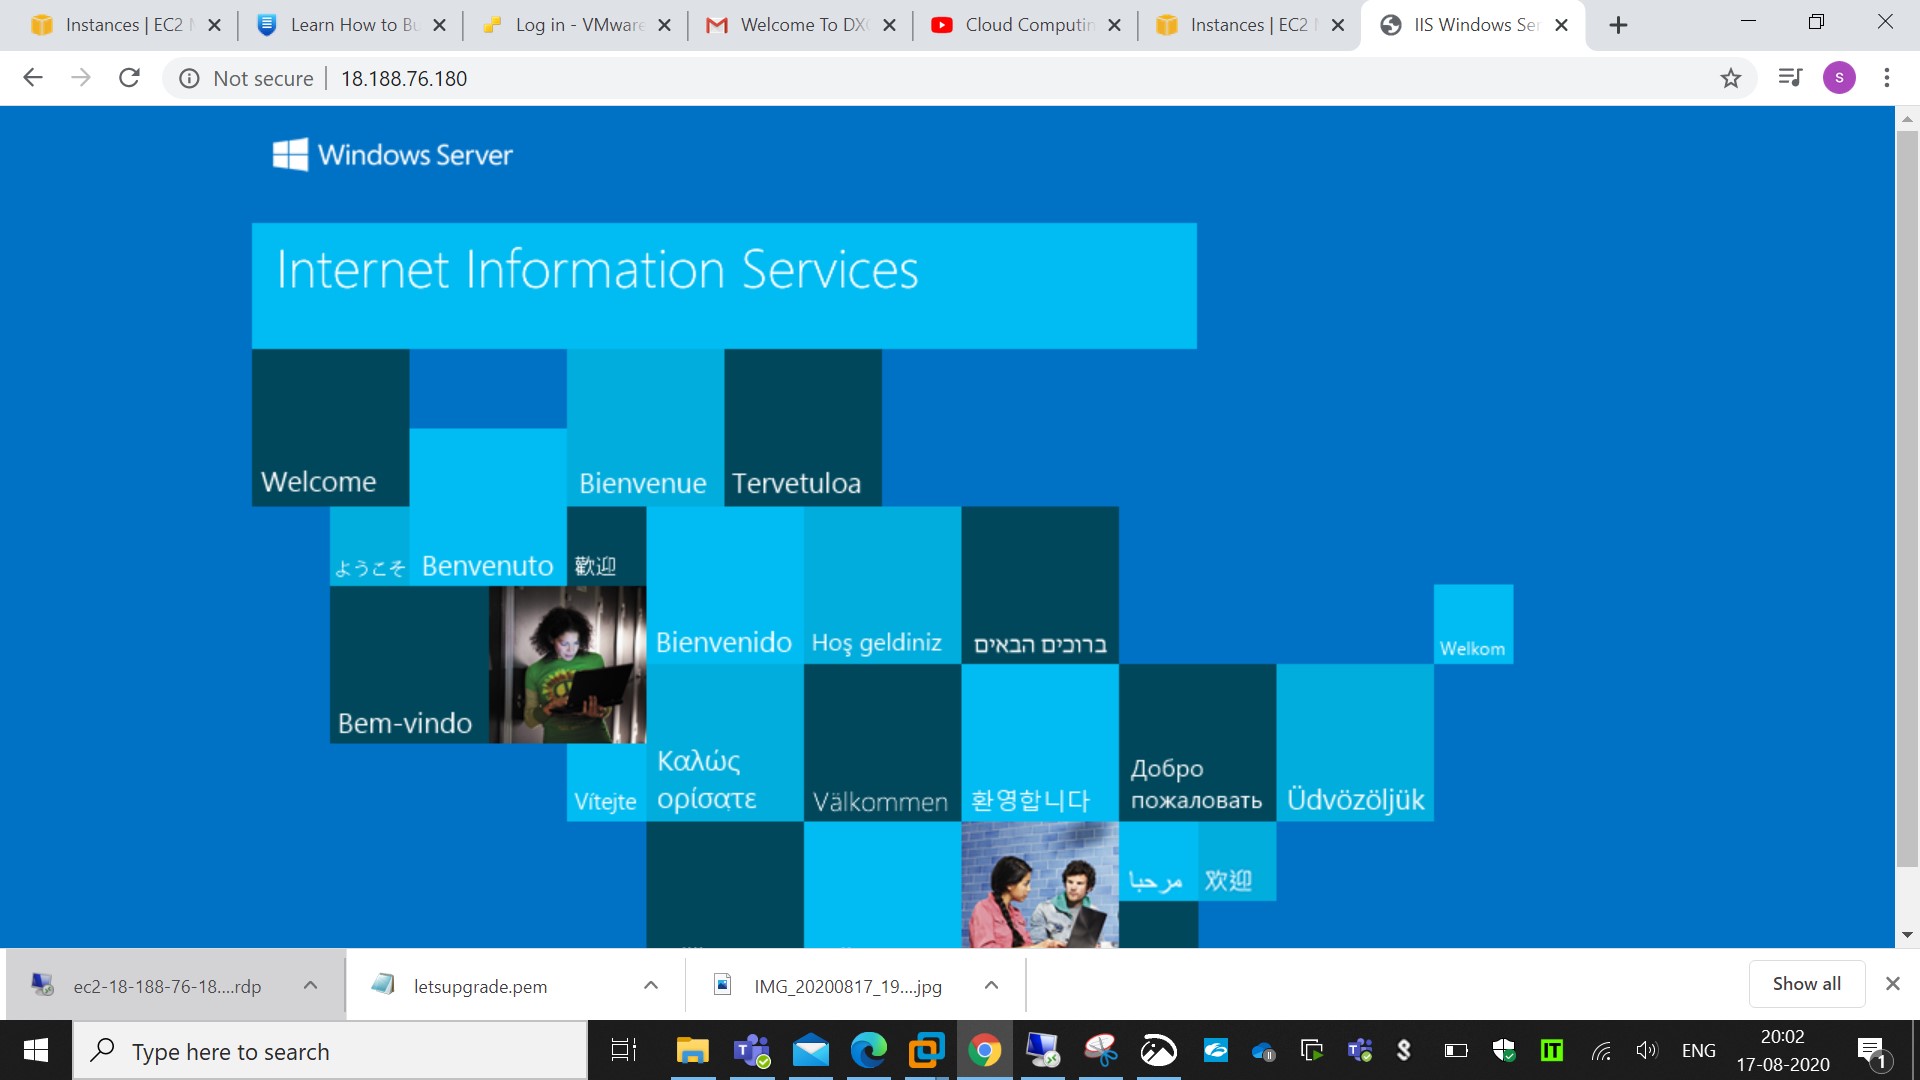 Instances | EC2 M
Learn How to Bu
Log in - VMware
Welcome To DXC
Cloud Computin
Instances | EC2 M
IIS Windows Ser
Not secure
18.188.76.180
S
Windows Server
Internet Information Services
Welcome
Bienvenue
Tervetuloa
ようこそ
Benvenuto
歡迎
Bienvenido
Hoş geldiniz
ברוכים הבאים
Welkom
Bem-vindo
Vítejte
Καλώς
ορίσατε
Välkommen
환영합니다
Добро
пожаловать
Üdvözöljük
مرحبا
欢迎
ec2-18-188-76-18....rdp
letsupgrade.pem
IMG_20200817_19....jpg
Show all
Type here to search
IT
ENG
20:02
17-08-2020
1